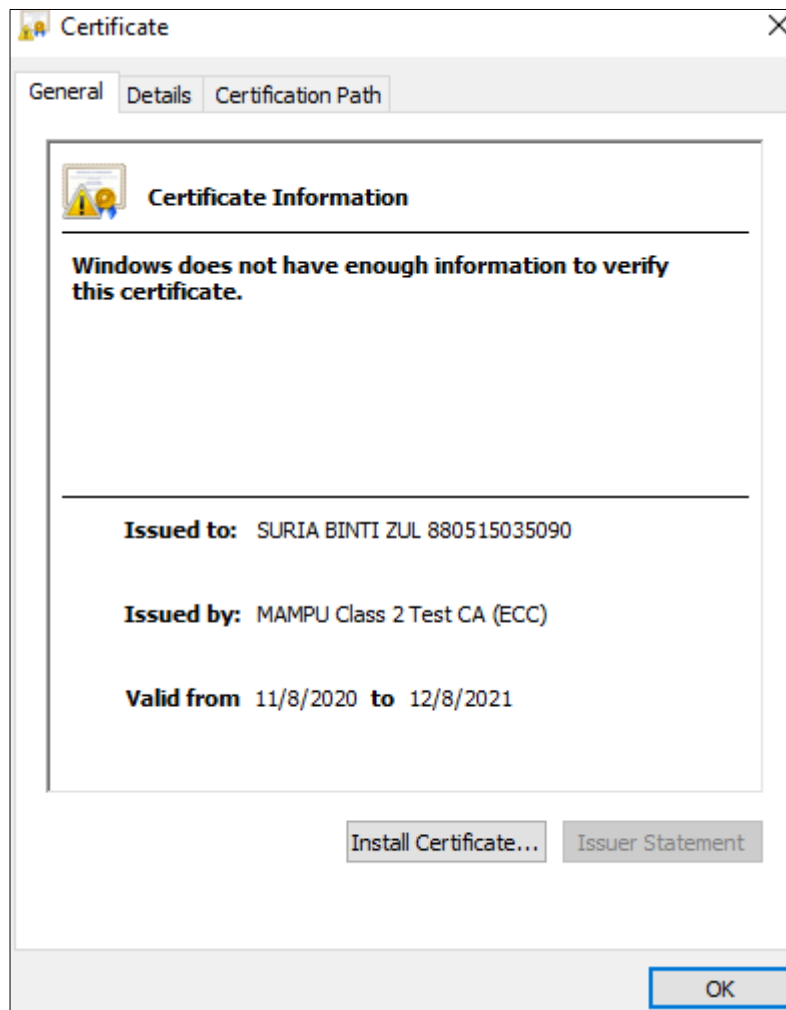 Certificate
General Details Certification Path
Certificate Information
Windows does not have enough information to verify
this certificate.
Issued to: SURIA BINTI ZUL 880515035090
Issued by: MAMPU Class 2 Test CA (ECC)
Valid from 11/8/2020 to 12/8/2021
Install Certificate... Issuer Statement
OK